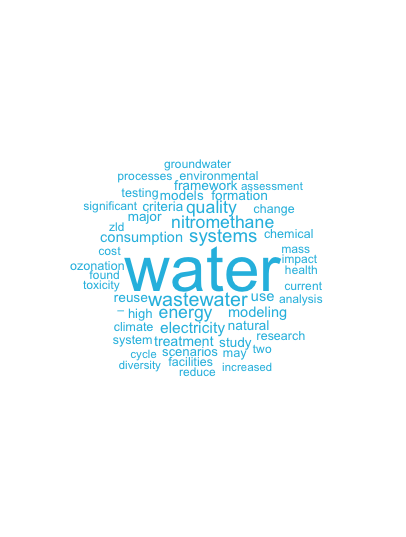 groundwater
processes environmental
framework assessment
testing models formation
significant criteria quality change
major nitromethane
zld consumption systems chemical
cost water mass
impact
ozonation health
found
toxicity current
reuse wastewater use analysis
– high energy modeling
climate electricity natural
system treatment study research
cycle scenarios may two
diversity facilities increased
reduce